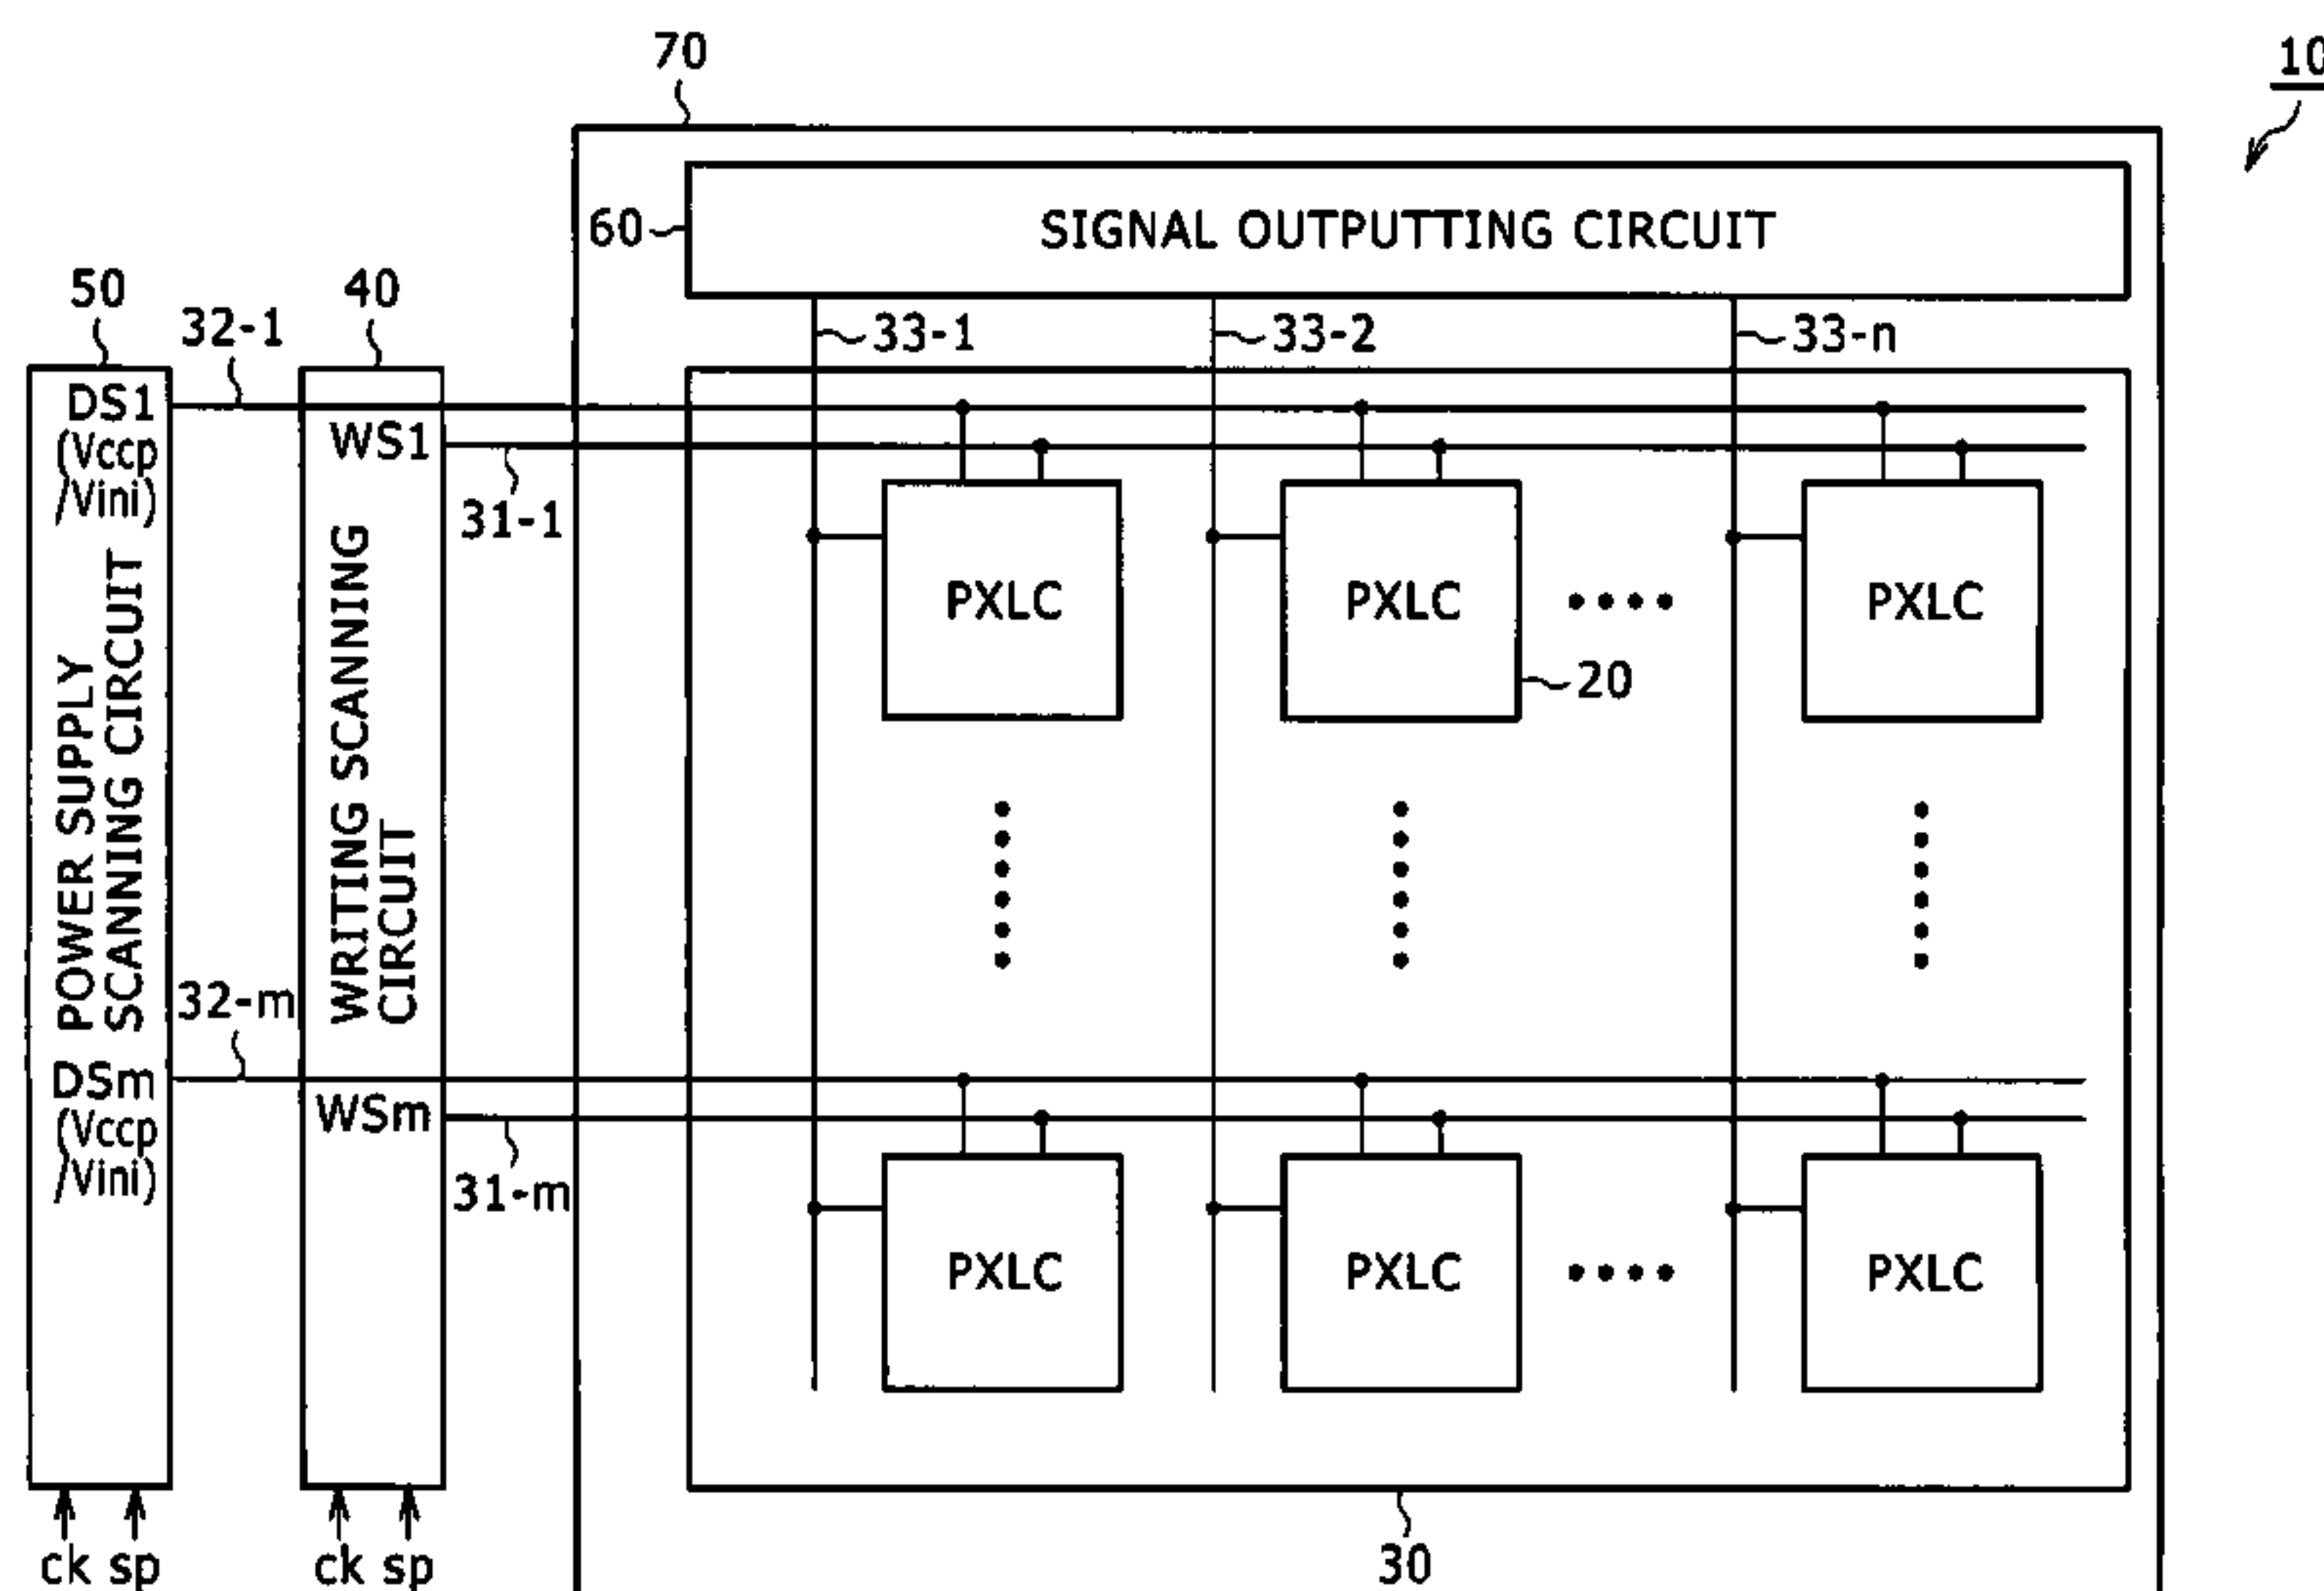 70
10
60
SIGNAL OUTPUTTING CIRCUIT
50
32-1
40
33-1
33-2
33-n
DS1
(Vccp
/Vini)
WS1
31-1
POWER SUPPLY
SCANNING CIRCUIT
WRITING SCANNING
CIRCUIT
PXLC
PXLC
PXLC
20
32-m
DSm
(Vccp
/Vini)
WSm
31-m
PXLC
PXLC
PXLC
ck sp
ck sp
30